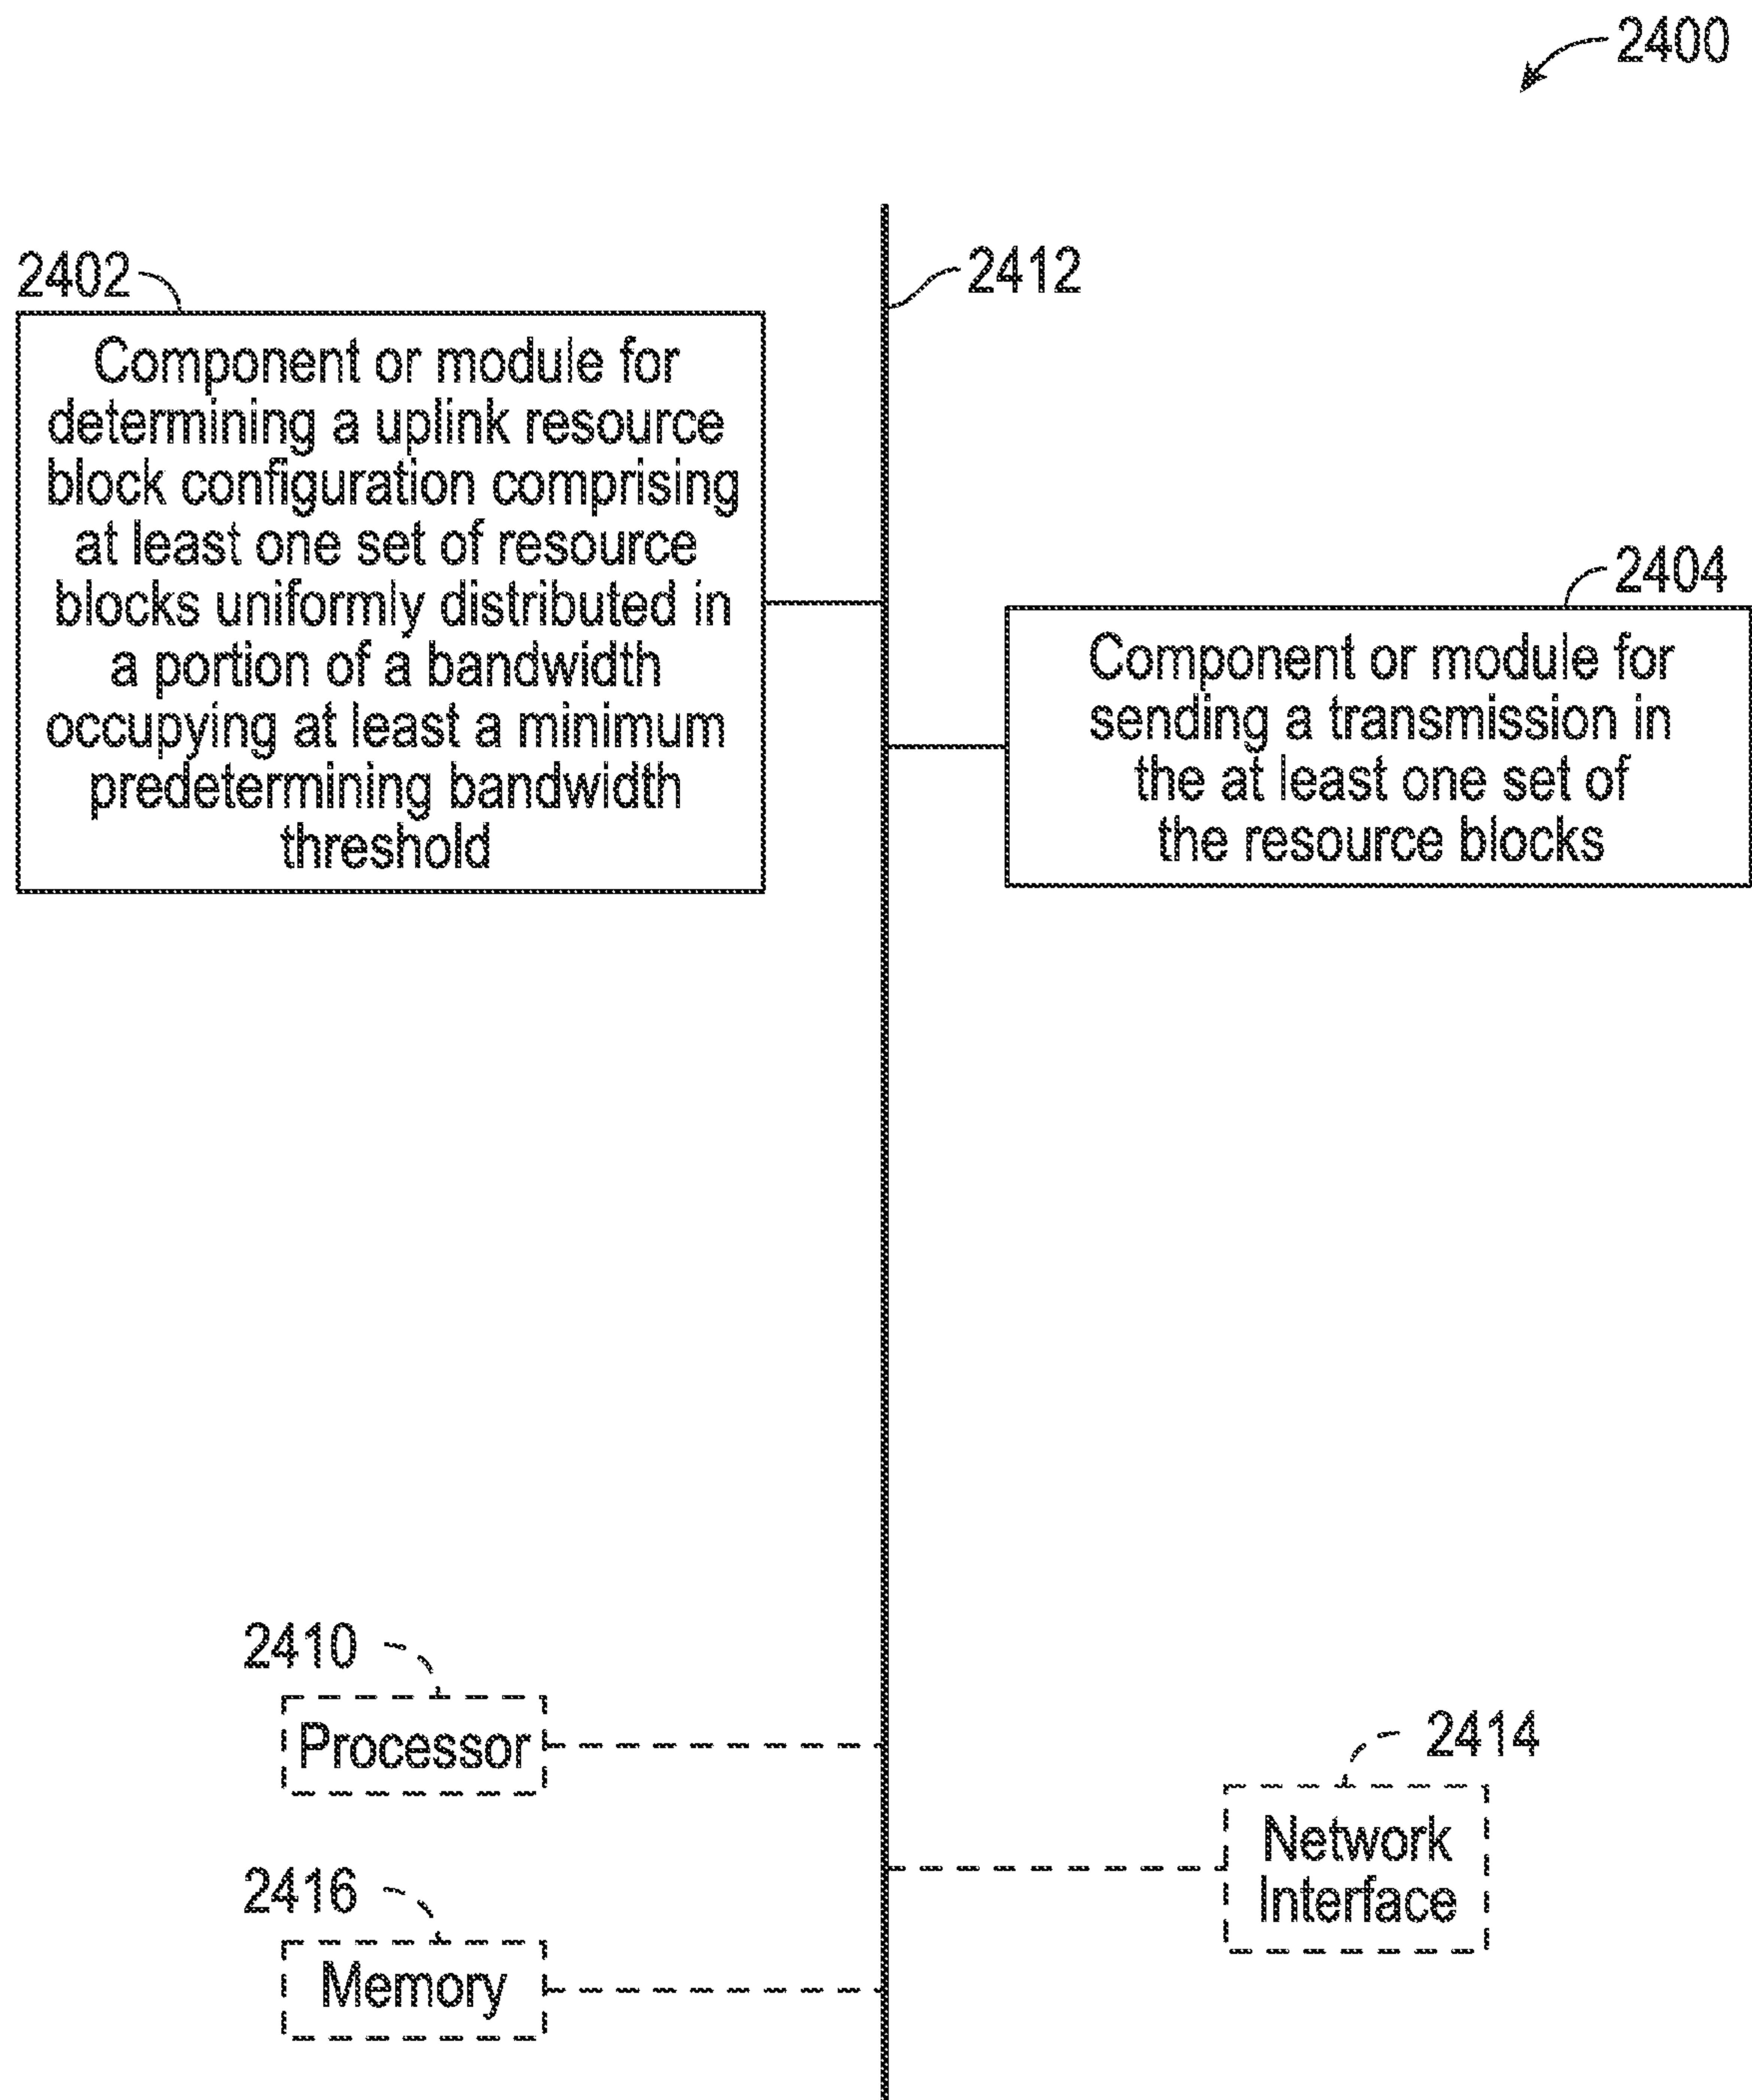 2400
2402
2412
Component or module for
determining a uplink resource
block configuration comprising
at least one set of resource
blocks uniformly distributed in
a portion of a bandwidth
occupying at least a minimum
predetermining bandwidth
threshold
2404
Component or module for
sending a transmission in
the at least one set of
the resource blocks
2410
Processor
2414
Network
Interface
2416
Memory